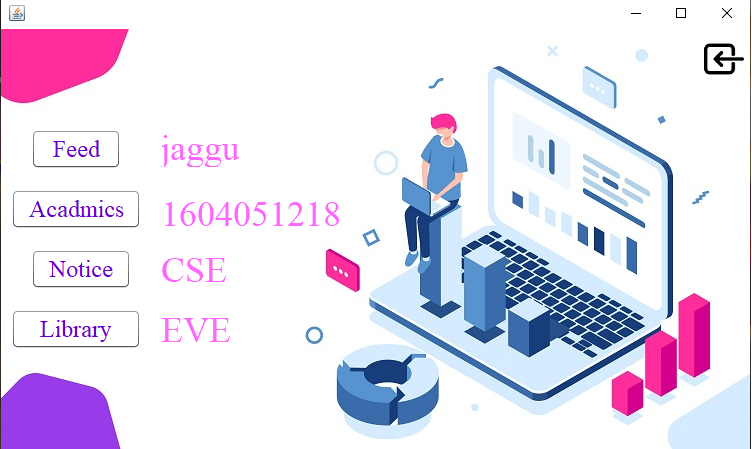 Feed jaggu
Acadmics 1604051218
Notice CSE
Library EVE